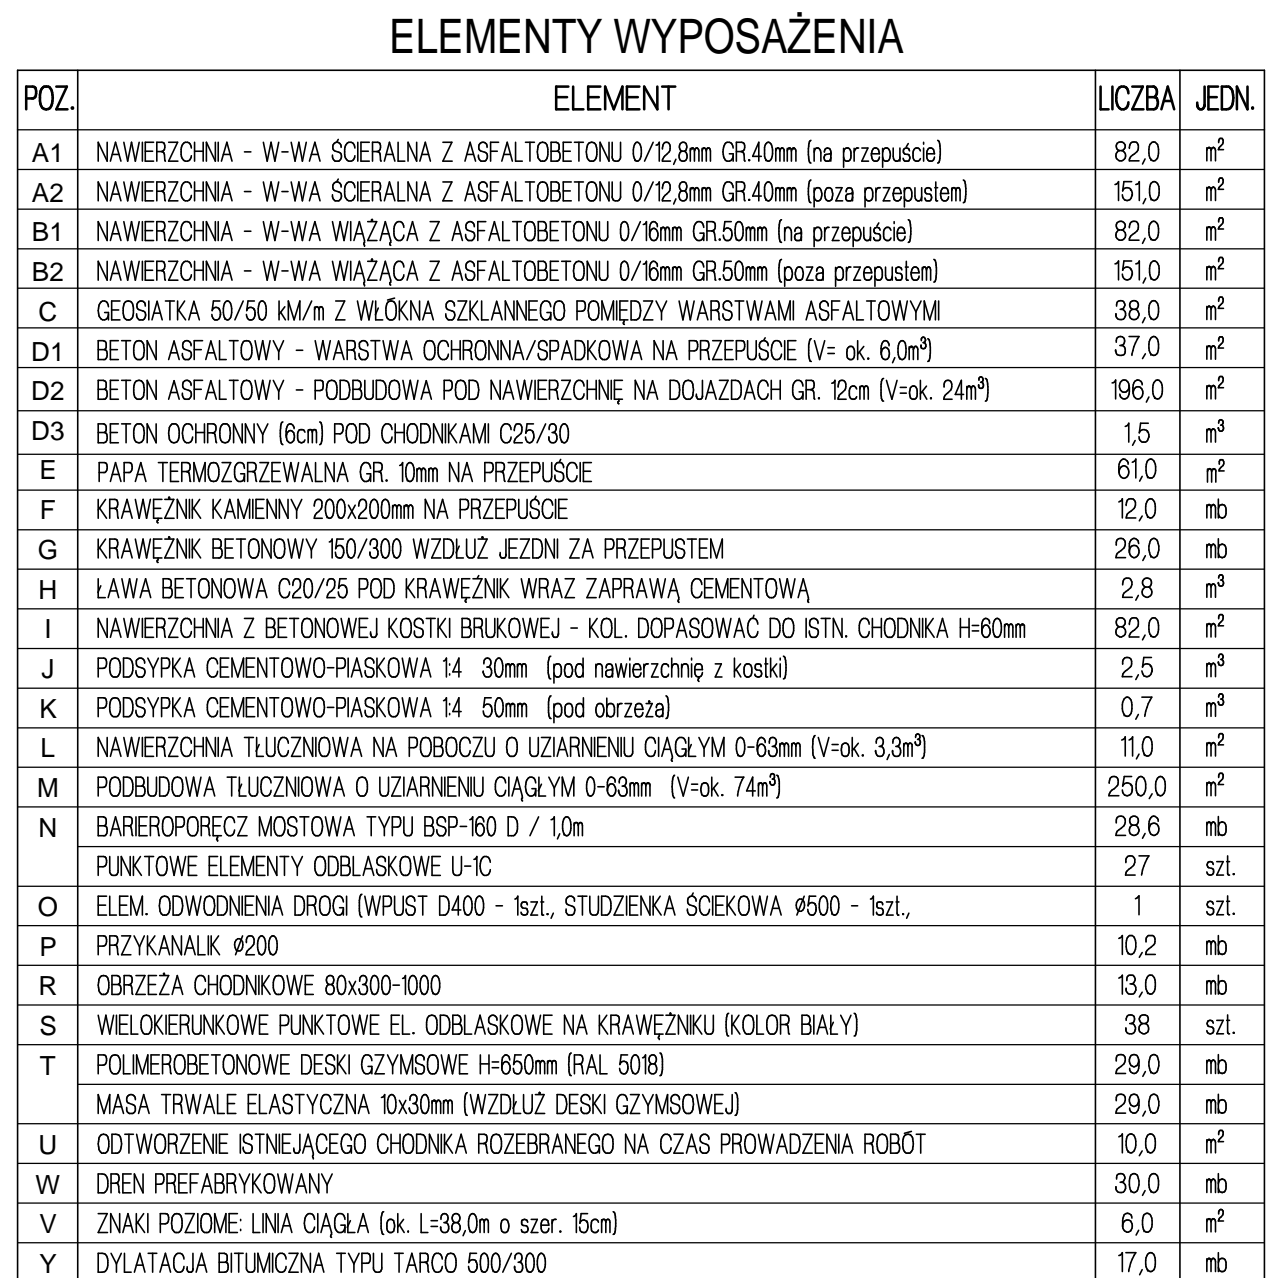 ELEMENTY WYPOSAŻENIA
POZ. ELEMENT LICZBA JEDN.
A1 NAWIERZCHNIA - W-WA ŚCIERALNA Z ASFALTOBETONU 0/12,8mm GR.40mm (na przepuście) 82,0 m²
A2 NAWIERZCHNIA - W-WA ŚCIERALNA Z ASFALTOBETONU 0/12,8mm GR.40mm (poza przepustem) 151,0 m²
B1 NAWIERZCHNIA - W-WA WIĄŻĄCA Z ASFALTOBETONU 0/16mm GR.50mm (na przepuście) 82,0 m²
B2 NAWIERZCHNIA - W-WA WIĄŻĄCA Z ASFALTOBETONU 0/16mm GR.50mm (poza przepustem) 151,0 m²
C GEOSIATKA 50/50 kM/m Z WŁÓKNA SZKLANNEGO POMIĘDZY WARSTWAMI ASFALTOWYMI 38,0 m²
D1 BETON ASFALTOWY - WARSTWA OCHRONNA/SPADKOWA NA PRZEPUŚCIE (V= ok. 6,0m³) 37,0 m²
D2 BETON ASFALTOWY - PODBUDOWA POD NAWIERZCHNIĘ NA DOJAZDACH GR. 12cm (V=ok. 24m³) 196,0 m²
D3 BETON OCHRONNY (6cm) POD CHODNIKAMI C25/30 1,5 m³
E PAPA TERMOZGRZEWALNA GR. 10mm NA PRZEPUŚCIE 61,0 m²
F KRAWĘŻNIK KAMIENNY 200x200mm NA PRZEPUŚCIE 12,0 mb
G KRAWĘŻNIK BETONOWY 150/300 WZDŁUŻ JEZDNI ZA PRZEPUSTEM 26,0 mb
H ŁAWA BETONOWA C20/25 POD KRAWĘŹNIK WRAZ ZAPRAWĄ CEMENTOWĄ 2,8 m³
I NAWIERZCHNIA Z BETONOWEJ KOSTKI BRUKOWEJ - KOL. DOPASOWAĆ DO ISTN. CHODNIKA H=60mm 82,0 m²
J PODSYPKA CEMENTOWO-PIASKOWA 1:4 30mm (pod nawierzchnię z kostki) 2,5 m³
K PODSYPKA CEMENTOWO-PIASKOWA 1:4 50mm (pod obrzeża) 0,7 m³
L NAWIERZCHNIA TŁUCZNIOWA NA POBOCZU O UZIARNIENIU CIĄGŁYM 0-63mm (V=ok. 3,3m³) 11,0 m²
M PODBUDOWA TŁUCZNIOWA O UZIARNIENIU CIĄGŁYM 0-63mm (V=ok. 74m³) 250,0 m²
N BARIEROPORĘCZ MOSTOWA TYPU BSP-160 D / 1,0m 28,6 mb
PUNKTOWE ELEMENTY ODBLASKOWE U-1C 27 szt.
O ELEM. ODWODNIENIA DROGI (WPUST D400 - 1szt., STUDZIENKA ŚCIEKOWA Ø500 - 1szt., 1 szt.
P PRZYKANALIK Ø200 10,2 mb
R OBRZEŻA CHODNIKOWE 80x300-1000 13,0 mb
S WIELOKIERUNKOWE PUNKTOWE EL. ODBLASKOWE NA KRAWĘŻNIKU (KOLOR BIAŁY) 38 szt.
T POLIMEROBETONOWE DESKI GZYMSOWE H=650mm (RAL 5018) 29,0 mb
MASA TRWALE ELASTYCZNA 10x30mm (WZDŁUŻ DESKI GZYMSOWEJ) 29,0 mb
U ODTWORZENIE ISTNIEJĄCEGO CHODNIKA ROZEBRANEGO NA CZAS PROWADZENIA ROBÓT 10,0 m²
W DREN PREFABRYKOWANY 30,0 mb
V ZNAKI POZIOME: LINIA CIĄGŁA (ok. L=38,0m o szer. 15cm) 6,0 m²
Y DYLATACJA BITUMICZNA TYPU TARCO 500/300 17,0 mb